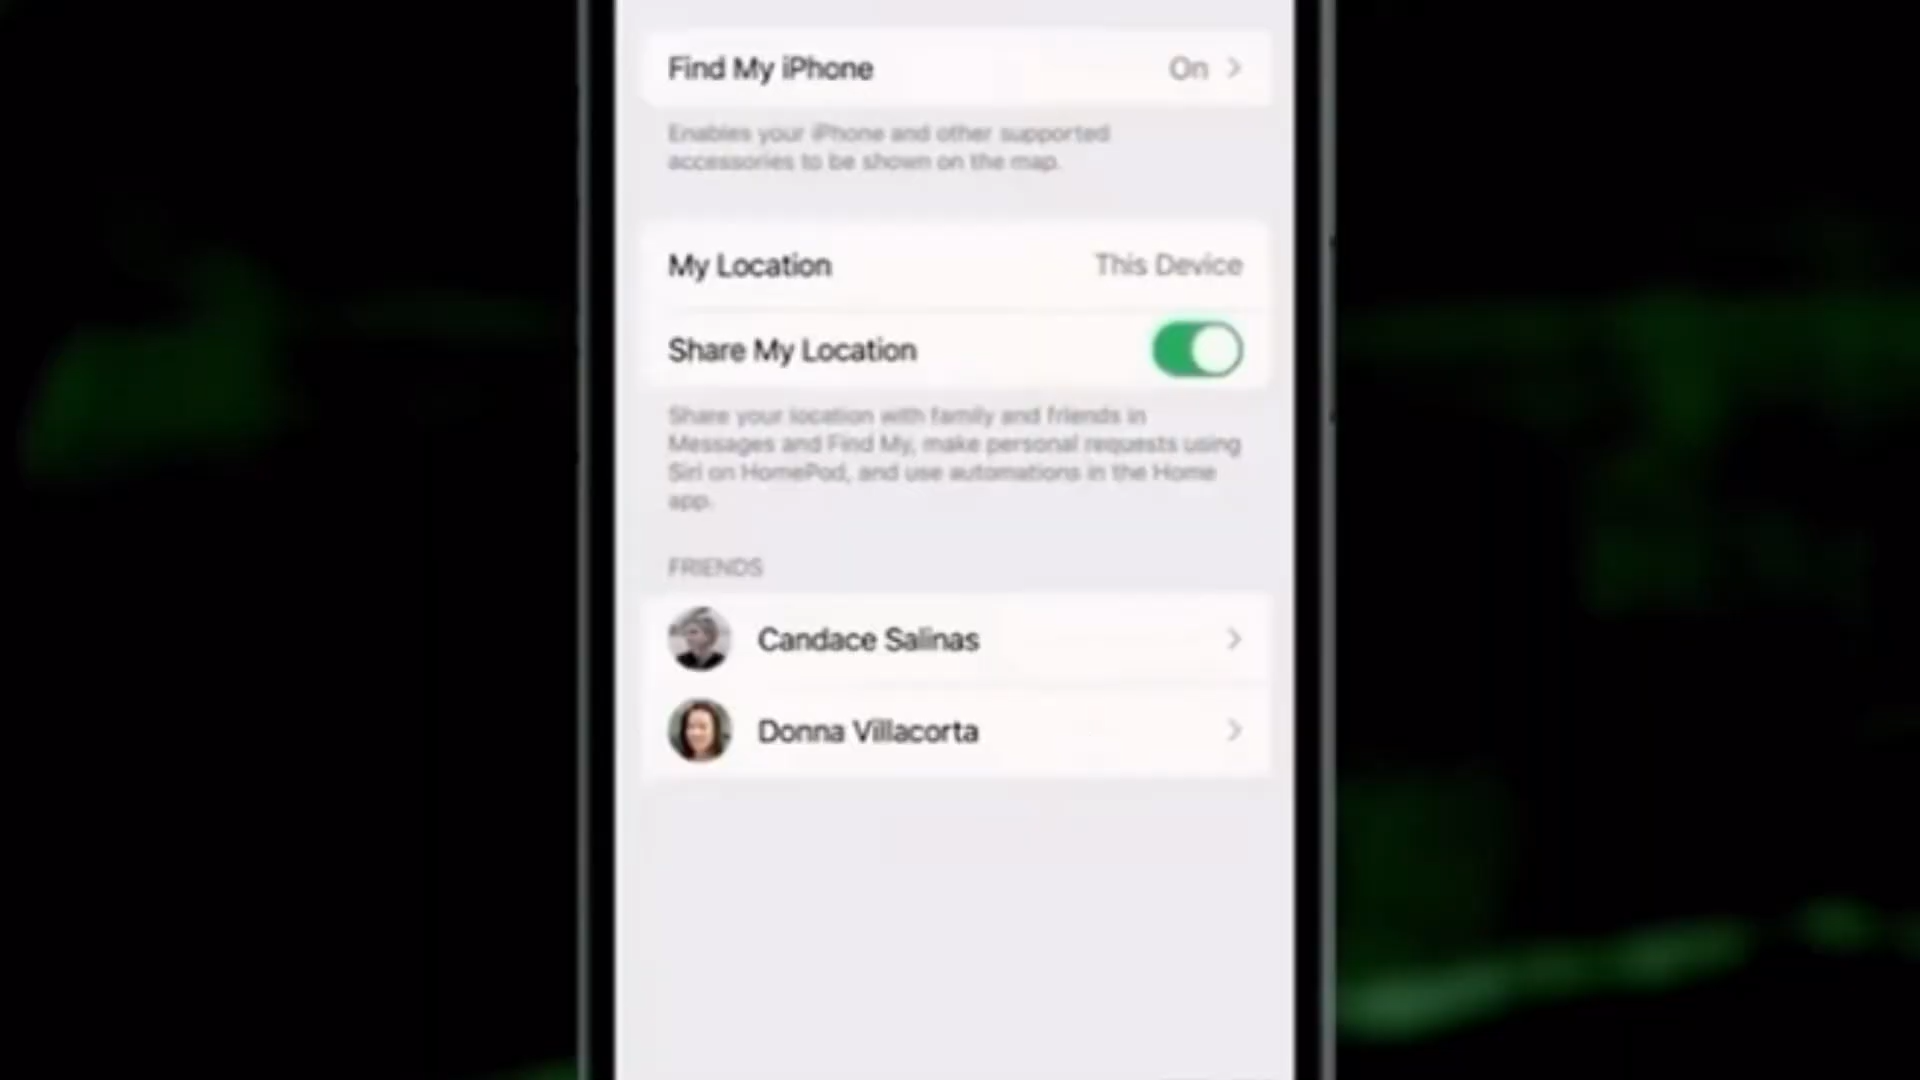 Find My iPhone On
Enables your iPhone and other supported
accessories to be shown on the map.
My Location This Device
Share My Location
Share your location with family and friends in
Messages and Find My, make personal requests using
Siri on HomePod, and use automations in the Home
app.
FRIENDS
Candace Salinas
Donna Villacorta